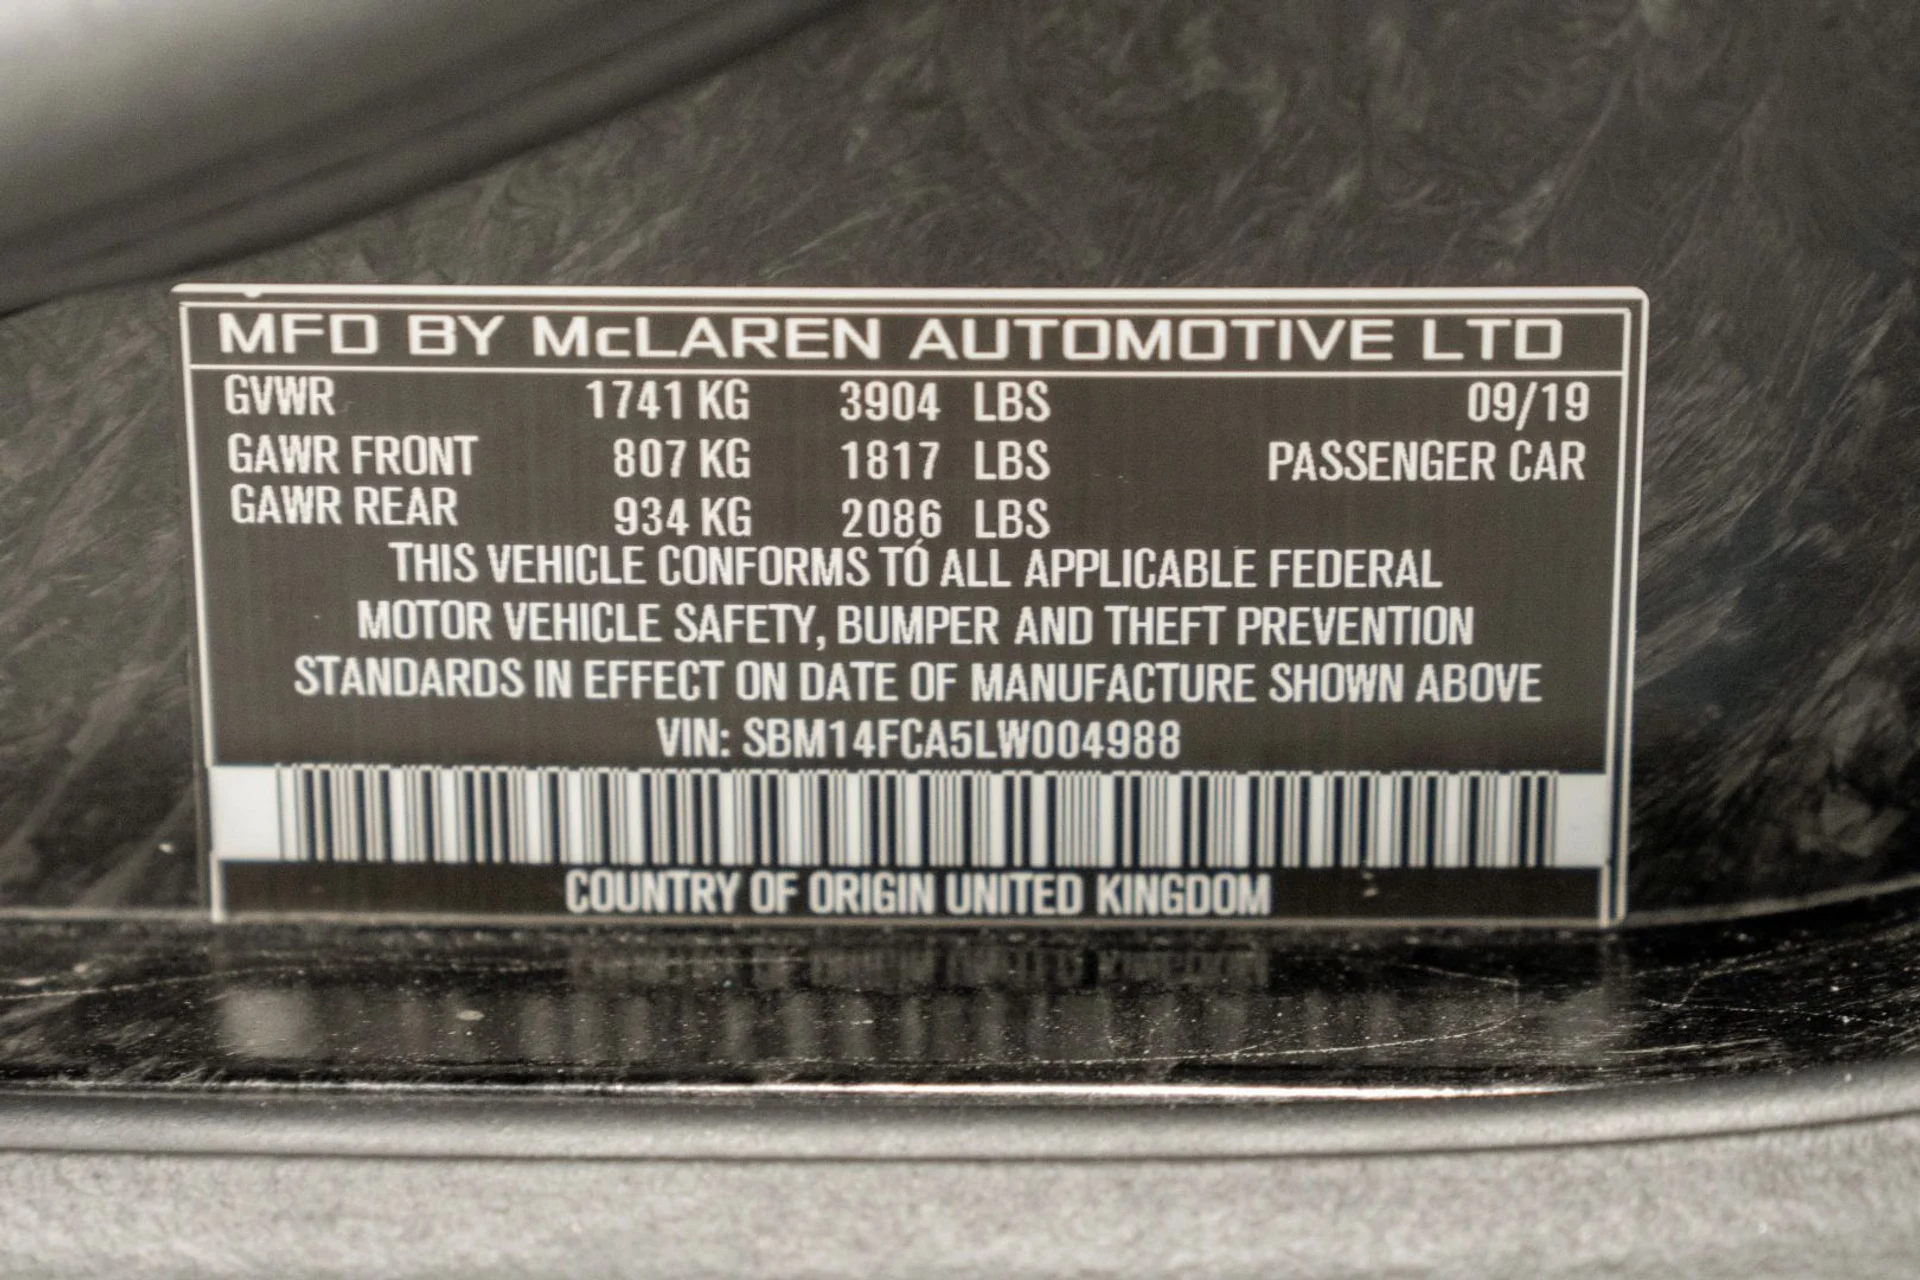 MFD BY McLAREN AUTOMOTIVE LTD
GVWR 1741 KG 3904 LBS 09/19
GAWR FRONT 807 KG 1817 LBS PASSENGER CAR
GAWR REAR 934 KG 2086 LBS
THIS VEHICLE CONFORMS TO ALL APPLICABLE FEDERAL
MOTOR VEHICLE SAFETY, BUMPER AND THEFT PREVENTION
STANDARDS IN EFFECT ON DATE OF MANUFACTURE SHOWN ABOVE
VIN: SBM14FCA5LW004988
COUNTRY OF ORIGIN UNITED KINGDOM